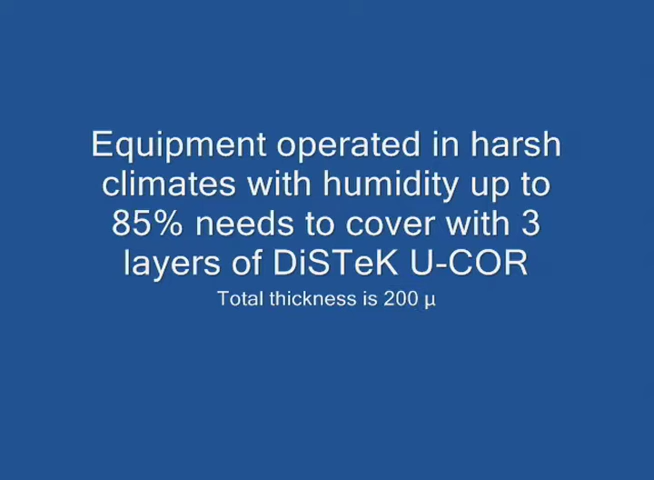 Equipment operated in harsh
climates with humidity up to
85% needs to cover with 3
layers of DiSTeK U-COR
Total thickness is 200 µ